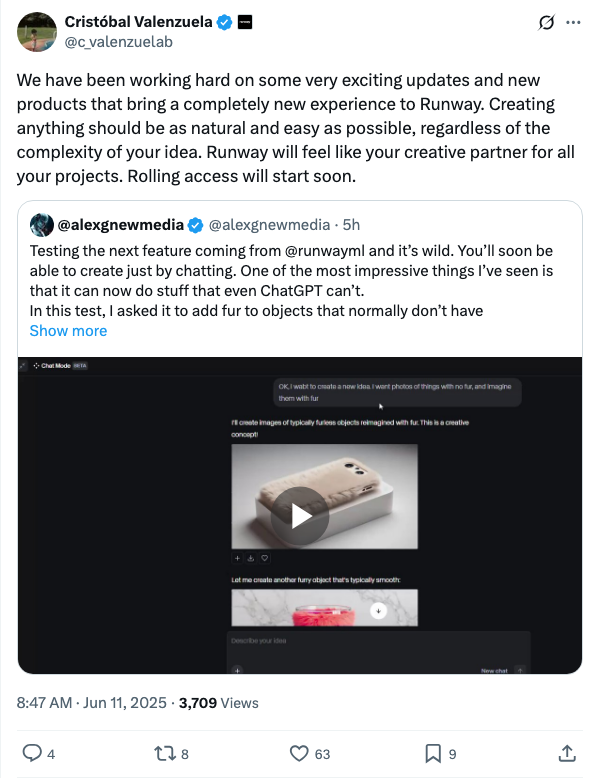 Cristóbal Valenzuela
@c_valenzuelab
We have been working hard on some very exciting updates and new
products that bring a completely new experience to Runway. Creating
anything should be as natural and easy as possible, regardless of the
complexity of your idea. Runway will feel like your creative partner for all
your projects. Rolling access will start soon.
@alexgnewmedia @alexgnewmedia · 5h
Testing the next feature coming from @runwayml and it’s wild. You’ll soon be
able to create just by chatting. One of the most impressive things I’ve seen is
that it can now do stuff that even ChatGPT can’t.
In this test, I asked it to add fur to objects that normally don’t have
Show more
Chat Mode BETA
OK, I wabt to create a new idea. I want photos of things with no fur, and imagine
them with fur
I'll create images of typically furless objects reimagined with fur. This is a creative
concept!
Let me create another furry object that's typically smooth:
Describe your idea
New chat
8:47 AM · Jun 11, 2025 · 3,709 Views
4 8 63 9